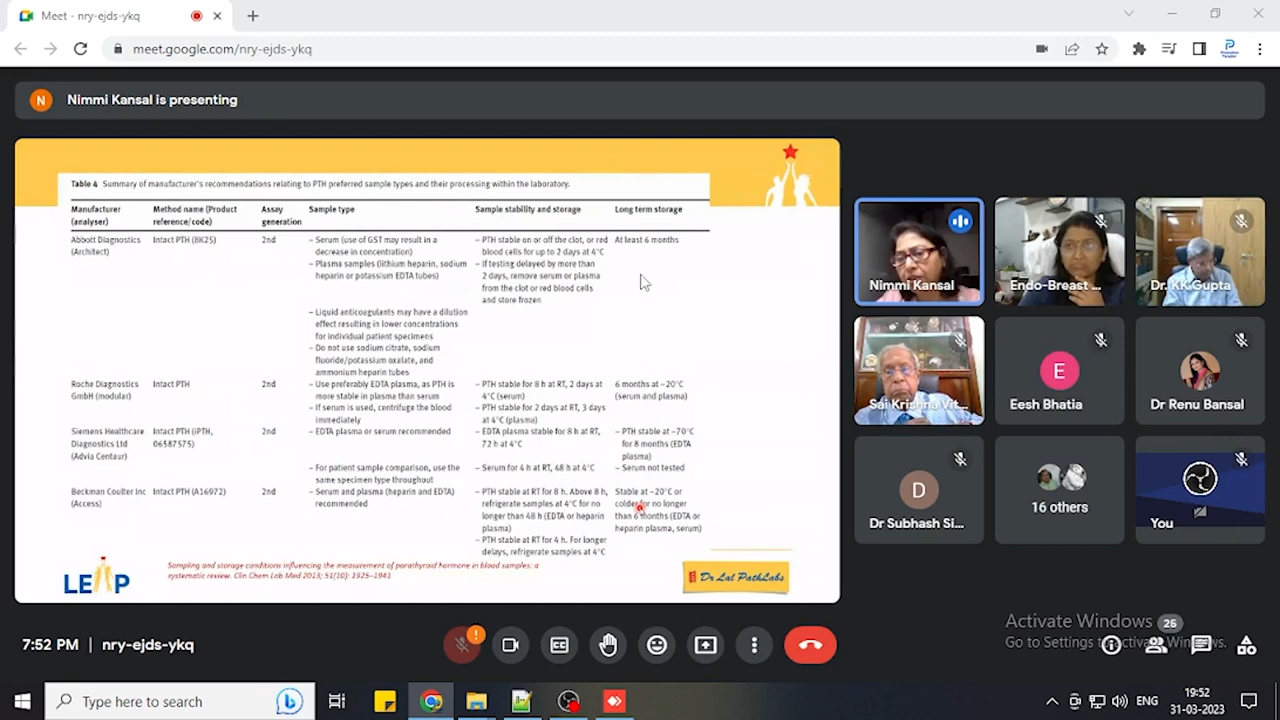 Meet - nry-ejds-ykq
meet.google.com/nry-ejds-ykq
N
Nimmi Kansal is presenting
Table 4 Summary of manufacturer's recommendations relating to PTH preferred sample types and their processing within the laboratory.
Manufacturer (analyser)
Method name (Product reference/code)
Assay generation
Sample type
Sample stability and storage
Long term storage
Abbott Diagnostics (Architect)
Intact PTH (8K25)
2nd
– Serum (use of GST may result in a
decrease in concentration)
– Plasma samples (lithium heparin, sodium
heparin or potassium EDTA tubes)
– PTH stable on or off the clot, or red
blood cells for up to 2 days at 4°C
– If testing delayed by more than
2 days, remove serum or plasma
from the clot or red blood cells
and store frozen
At least 6 months
– Liquid anticoagulants may have a dilution
effect resulting in lower concentrations
for individual patient specimens
– Do not use sodium citrate, sodium
fluoride/potassium oxalate, and
ammonium heparin tubes
Roche Diagnostics
GmbH (modular)
Intact PTH
2nd
– Use preferably EDTA plasma, as PTH is
more stable in plasma than serum
– If serum is used, centrifuge the blood
immediately
– PTH stable for 8 h at RT, 2 days at
4°C (serum)
– PTH stable for 2 days at RT, 3 days
at 4°C (plasma)
6 months at –20°C
(serum and plasma)
Siemens Healthcare
Diagnostics Ltd
(Advia Centaur)
Intact PTH (iPTH,
06587575)
2nd
– EDTA plasma or serum recommended
– EDTA plasma stable for 8 h at RT,
72 h at 4°C
– PTH stable at –70°C
for 8 months (EDTA
plasma)
– For patient sample comparison, use the
same specimen type throughout
– Serum for 4 h at RT, 48 h at 4°C
– Serum not tested
Beckman Coulter Inc
(Access)
Intact PTH (A16972)
2nd
– Serum and plasma (heparin and EDTA)
recommended
– PTH stable at RT for 8 h. Above 8 h,
refrigerate samples at 4°C for no
longer than 48 h (EDTA or heparin
plasma)
– PTH stable at RT for 4 h. For longer
delays, refrigerate samples at 4°C
Stable at –20°C or
colder for no longer
than 6 months (EDTA or
heparin plasma, serum)
LEAP
Sampling and storage conditions influencing the measurement of parathyroid hormone in blood samples: a
systematic review. Clin Chem Lab Med 2013; 51(10): 1925–1941
Dr Lal PathLabs
Nimmi Kansal
Endo-Breast ...
Dr. KK Gupta
Sai Krishna Vit...
E
Eesh Bhatia
Dr Renu Bansal
D
Dr Subhash Si...
16 others
You
Activate Windows
Go to Settings to activate Windows.
7:52 PM | nry-ejds-ykq
26
Type here to search
ENG
19:52
31-03-2023